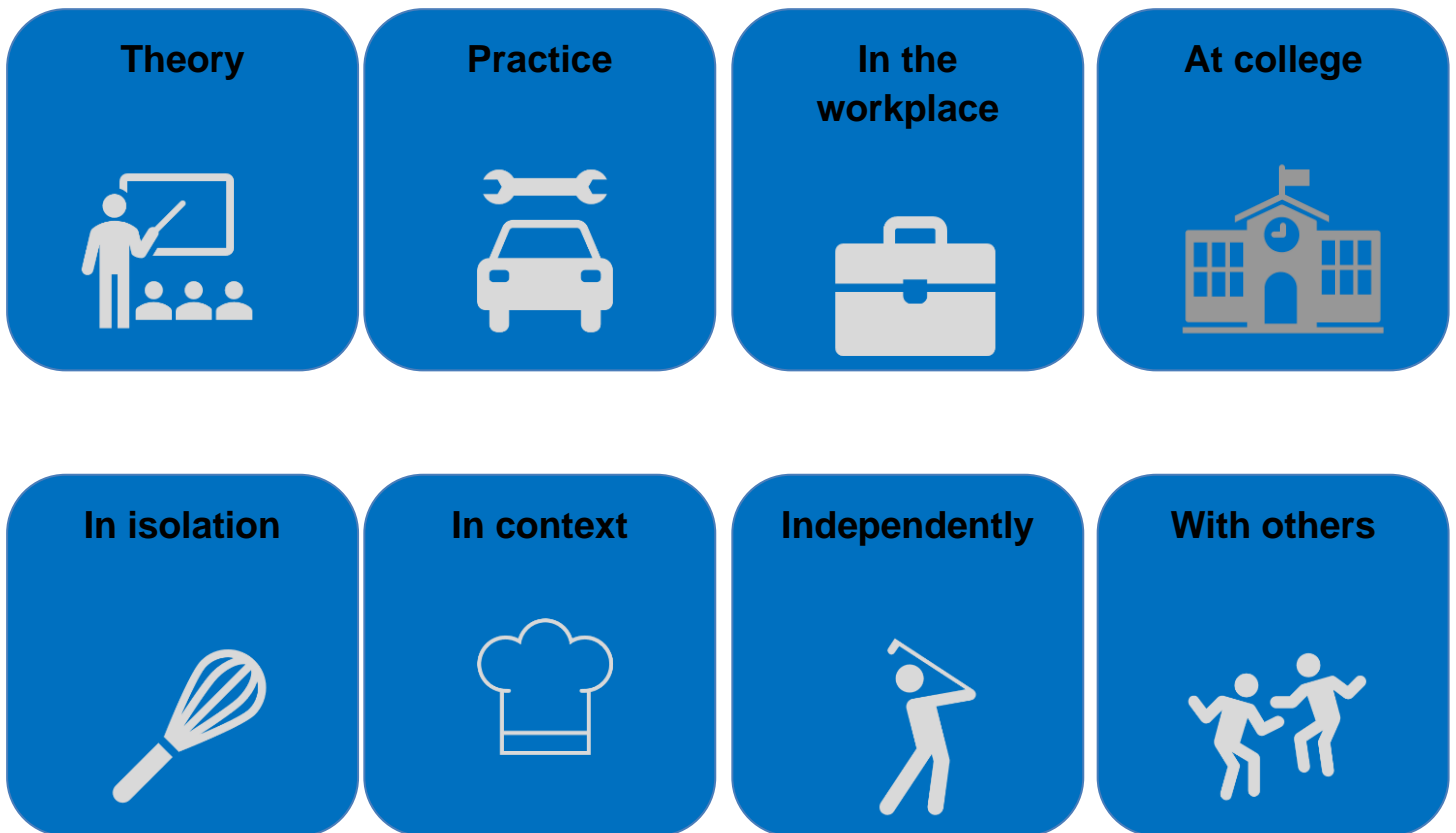 Theory
Practice
In the
workplace
At college
In isolation
In context
Independently
With others